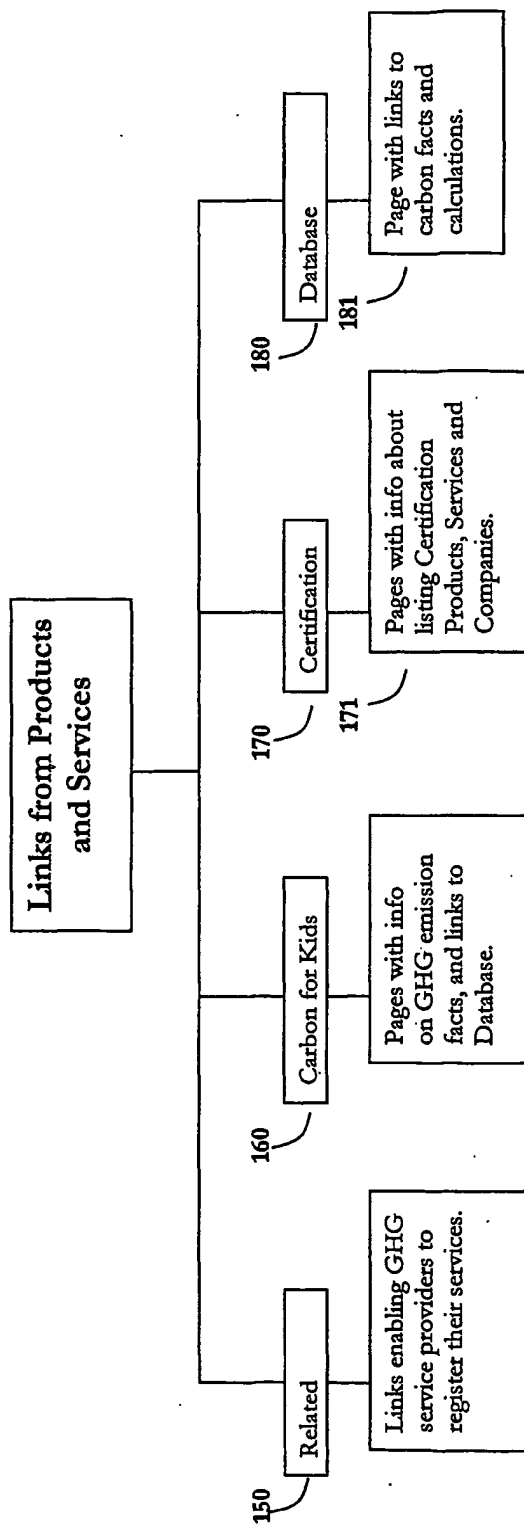 Links from Products
and Services
150
Related
Links enabling GHG
service providers to
register their services.
160
Carbon for Kids
Pages with info
on GHG emission
facts, and links to
Database.
170
Certification
171
Pages with info about
listing Certification
Products, Services and
Companies.
180
Database
181
Page with links to
carbon facts and
calculations.